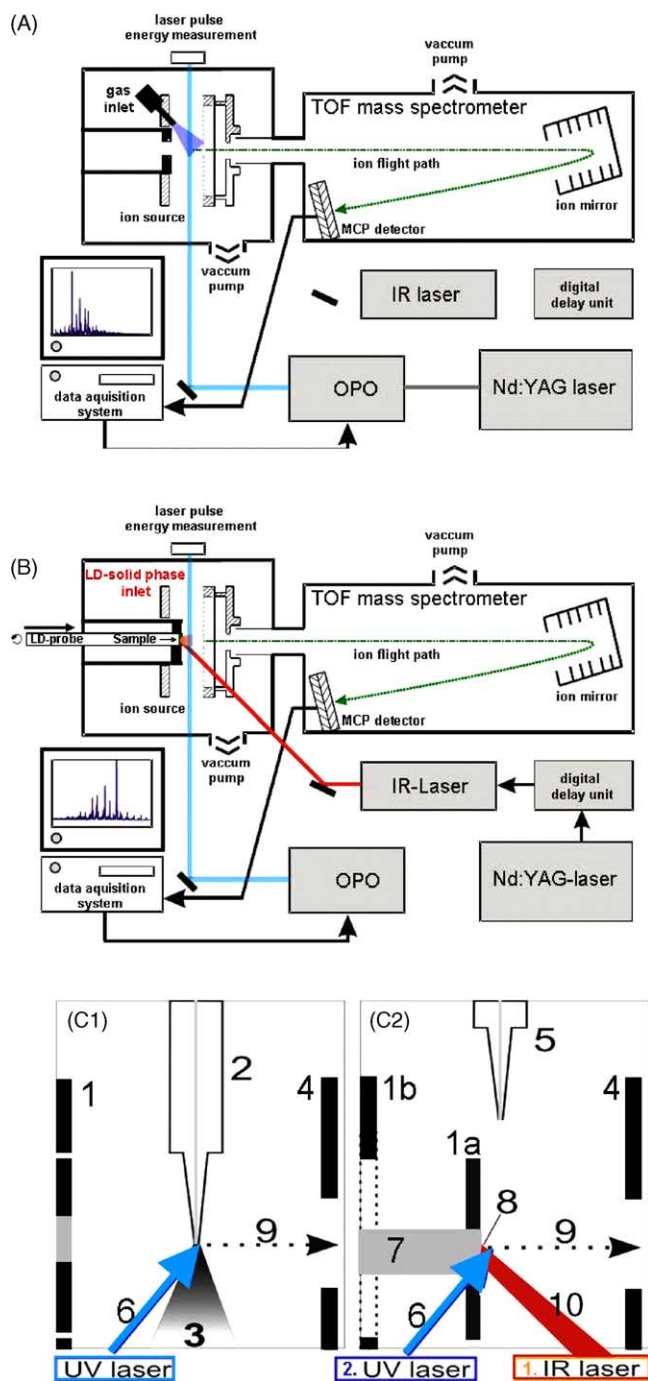 (A)
laser pulse
energy measurement
vaccum
pump
gas
inlet
TOF mass spectrometer
ion flight path
ion source
MCP detector
ion mirror
vaccum
pump
IR laser
digital
delay unit
data aquisition
system
OPO
Nd:YAG laser
laser pulse
energy measurement
vaccum
pump
(B)
LD-solid phase
inlet
TOF mass spectrometer
LD-probe
Sample
ion flight path
ion source
MCP detector
ion mirror
vaccum
pump
IR-Laser
digital
delay unit
data aquisition
system
OPO
Nd:YAG-laser
(C1)
1
2
4
9
6
3
UV laser
(C2)
5
1b
4
1a
8
9
7
6
10
2. UV laser
1. IR laser